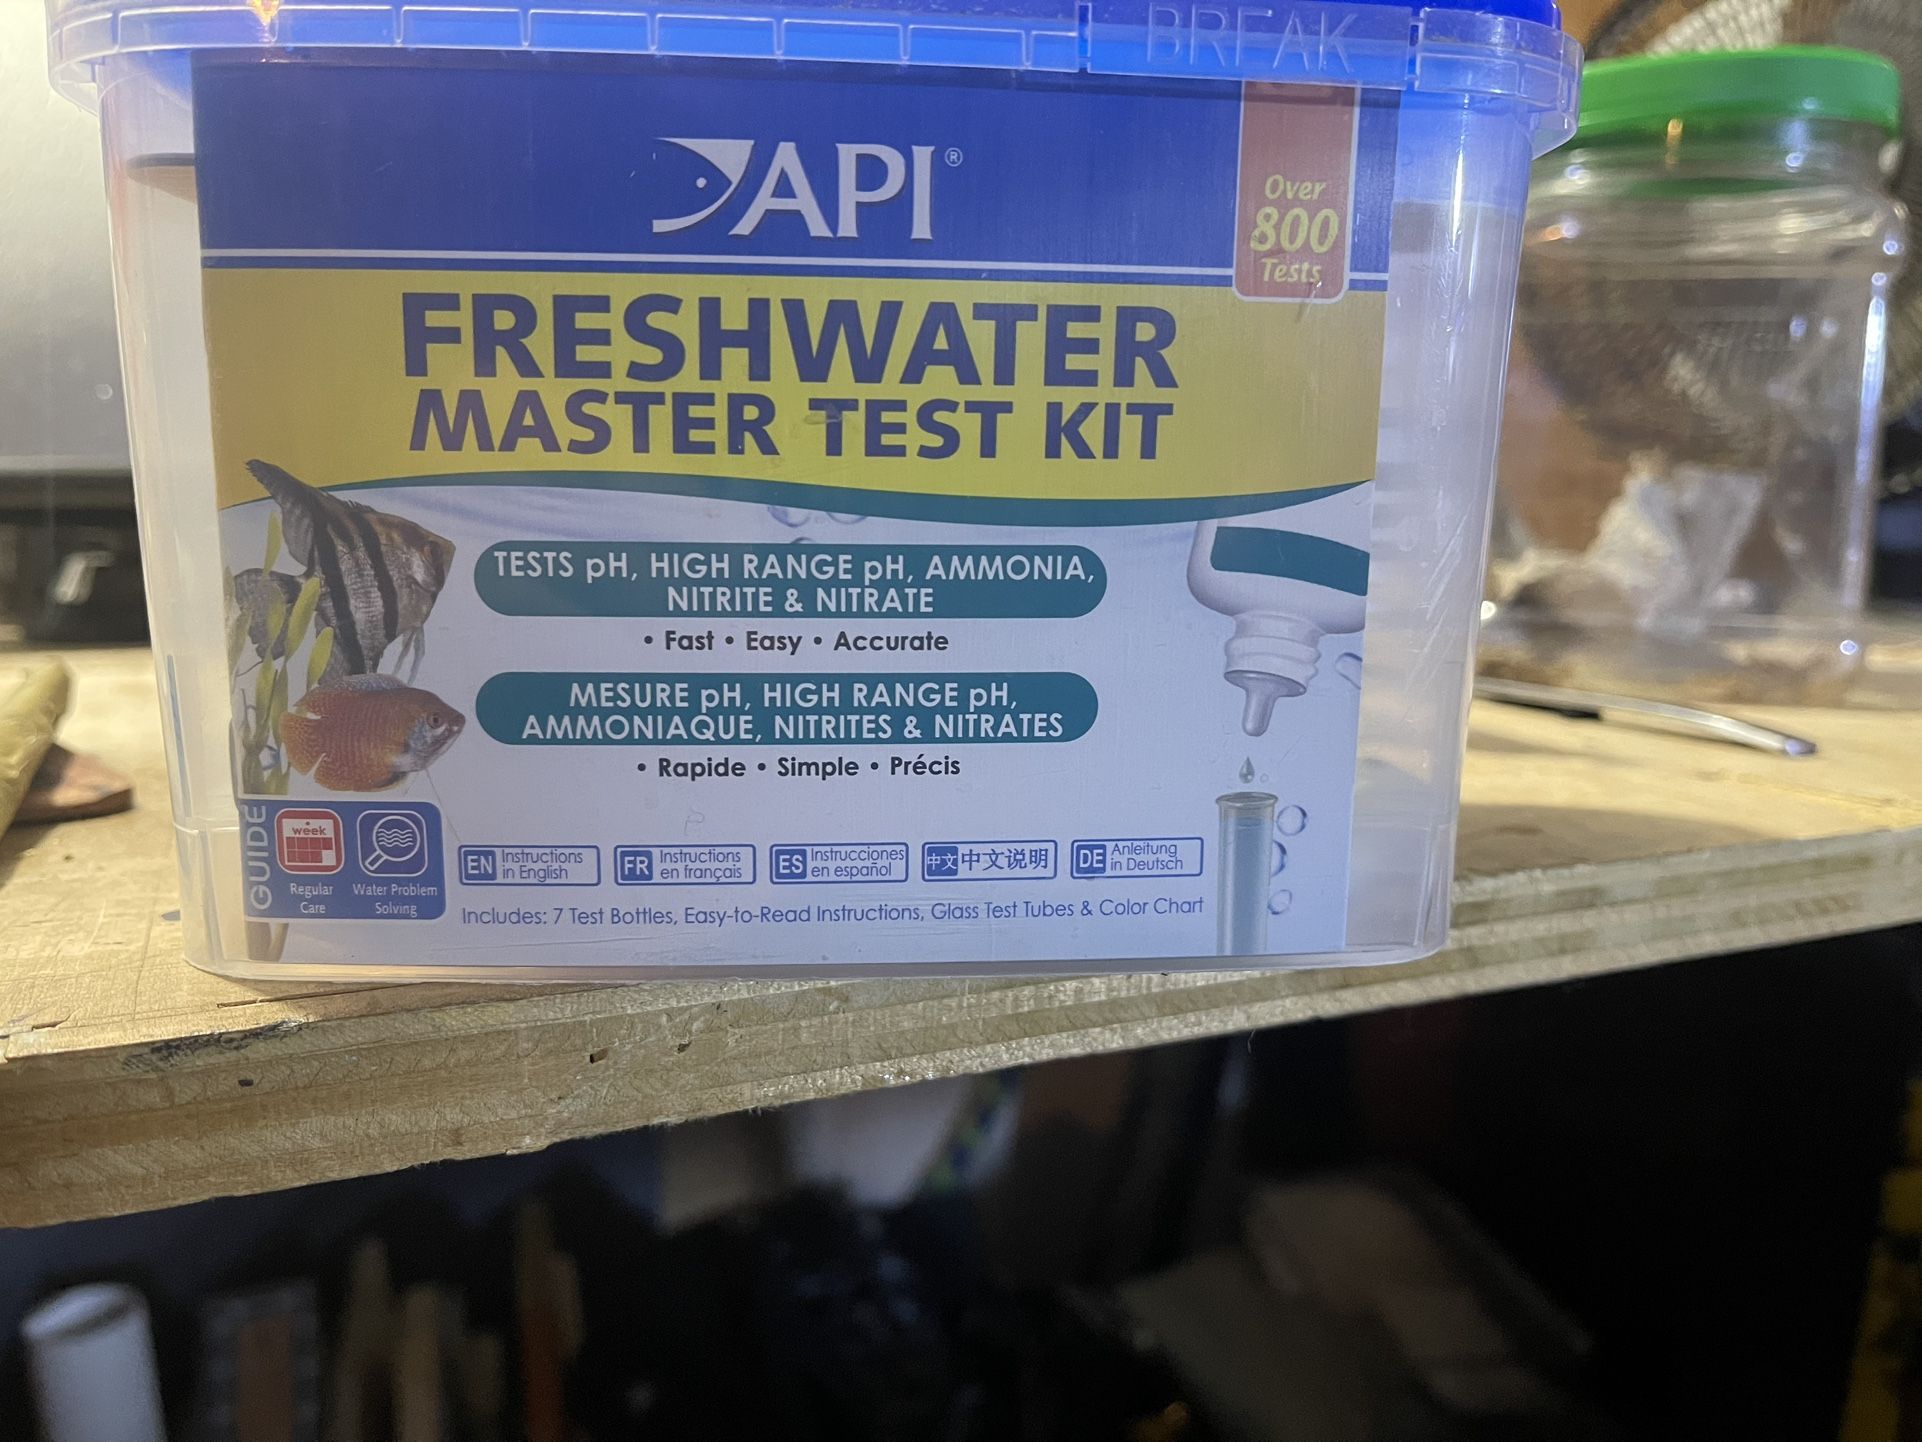 BREAK
API®
Over
800
Tests
FRESHWATER
MASTER TEST KIT
TESTS pH, HIGH RANGE pH, AMMONIA,
NITRITE & NITRATE
• Fast • Easy • Accurate
MESURE pH, HIGH RANGE pH,
AMMONIAQUE, NITRITES & NITRATES
• Rapide • Simple • Précis
GUIDE
week
Regular
Care
Water Problem
Solving
EN Instructions
in English
FR Instructions
en français
ES Instrucciones
en español
中文 中文说明
DE Anleitung
in Deutsch
Includes: 7 Test Bottles, Easy-to-Read Instructions, Glass Test Tubes & Color Chart